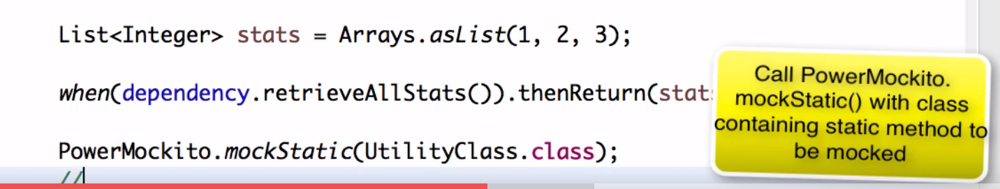 List<Integer> stats = Arrays.asList(1, 2, 3);
when(dependency.retrieveAllStats()).thenReturn(stat
PowerMockito.mockStatic(UtilityClass.class);
//
Call PowerMockito.
mockStatic() with class
containing static method to
be mocked